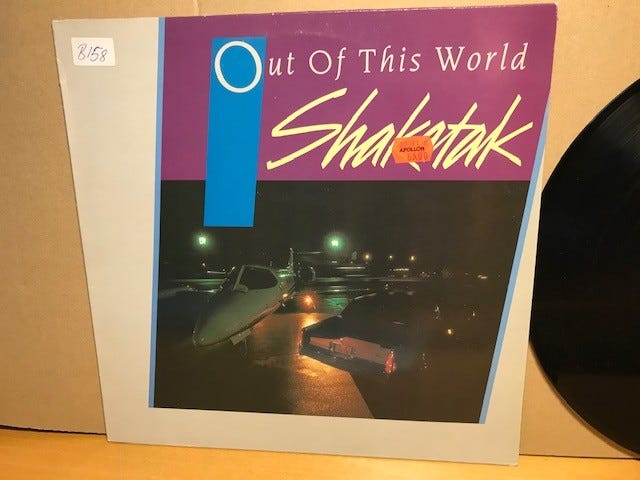 B158
Out Of This World
Shakatak
APOLLON